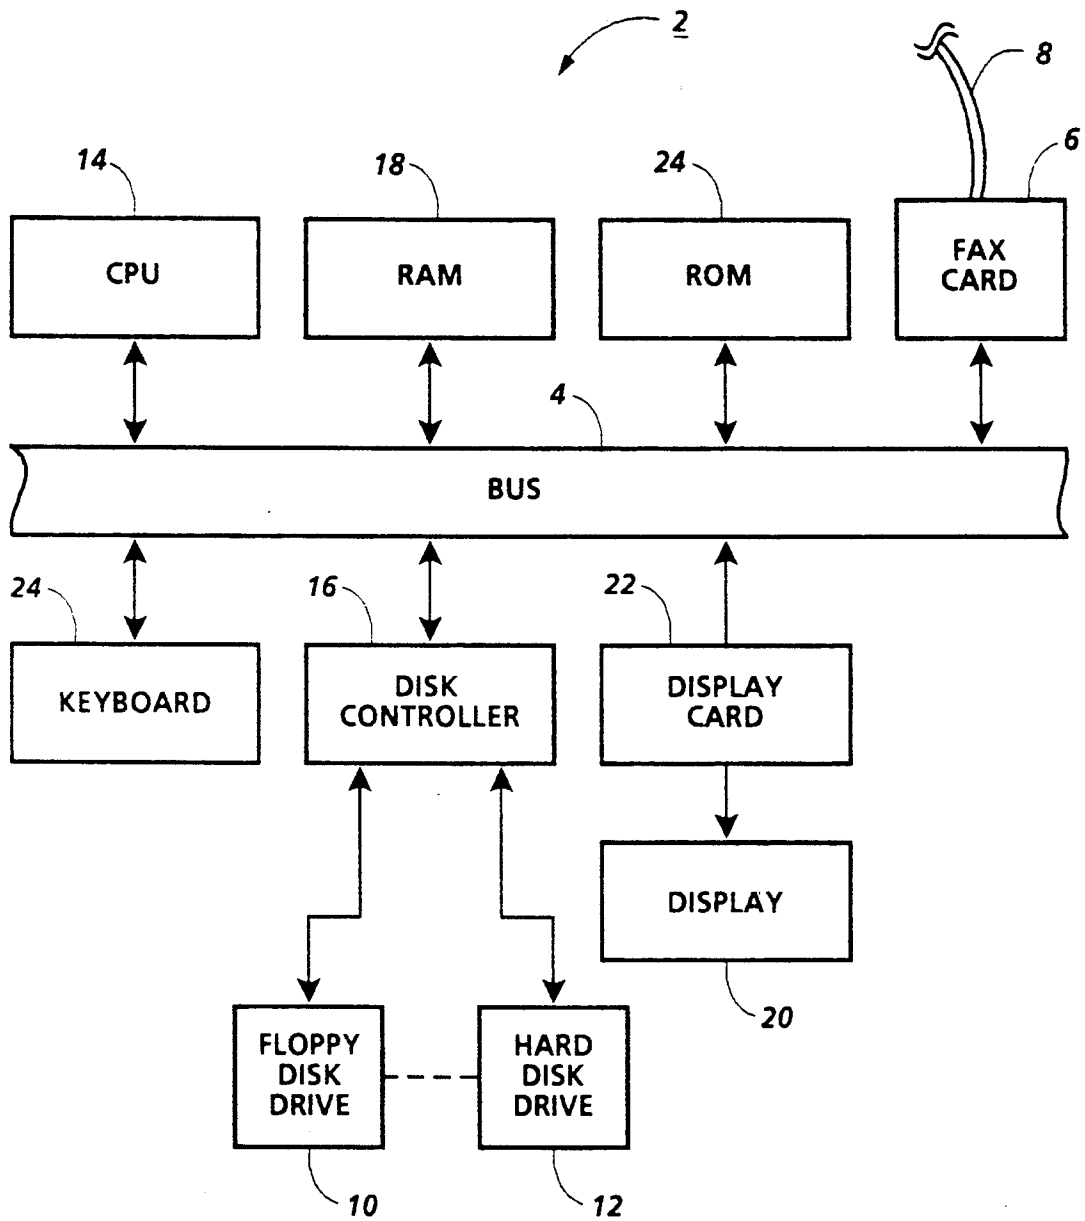 2
8
14
18
24
6
CPU
RAM
ROM
FAX
CARD
4
BUS
24
16
22
KEYBOARD
DISK
CONTROLLER
DISPLAY
CARD
DISPLAY
20
FLOPPY
DISK
DRIVE
HARD
DISK
DRIVE
10
12